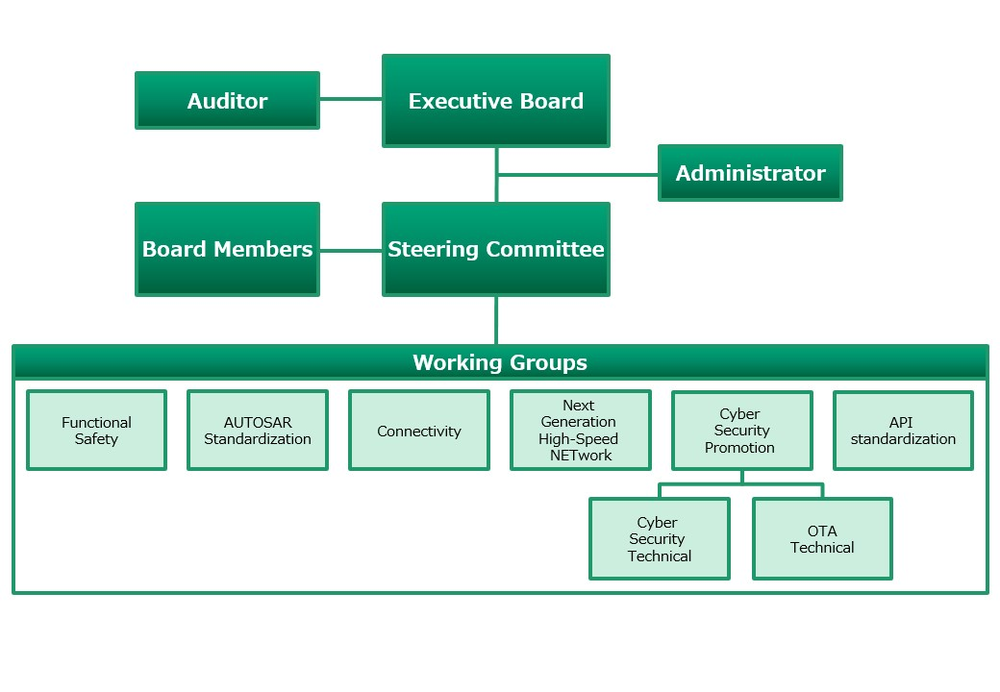 Auditor
Executive Board
Administrator
Board Members
Steering Committee
Working Groups
Functional
Safety
AUTOSAR
Standardization
Connectivity
Next
Generation
High-Speed
NETwork
Cyber
Security
Promotion
API
standardization
Cyber
Security
Technical
OTA
Technical